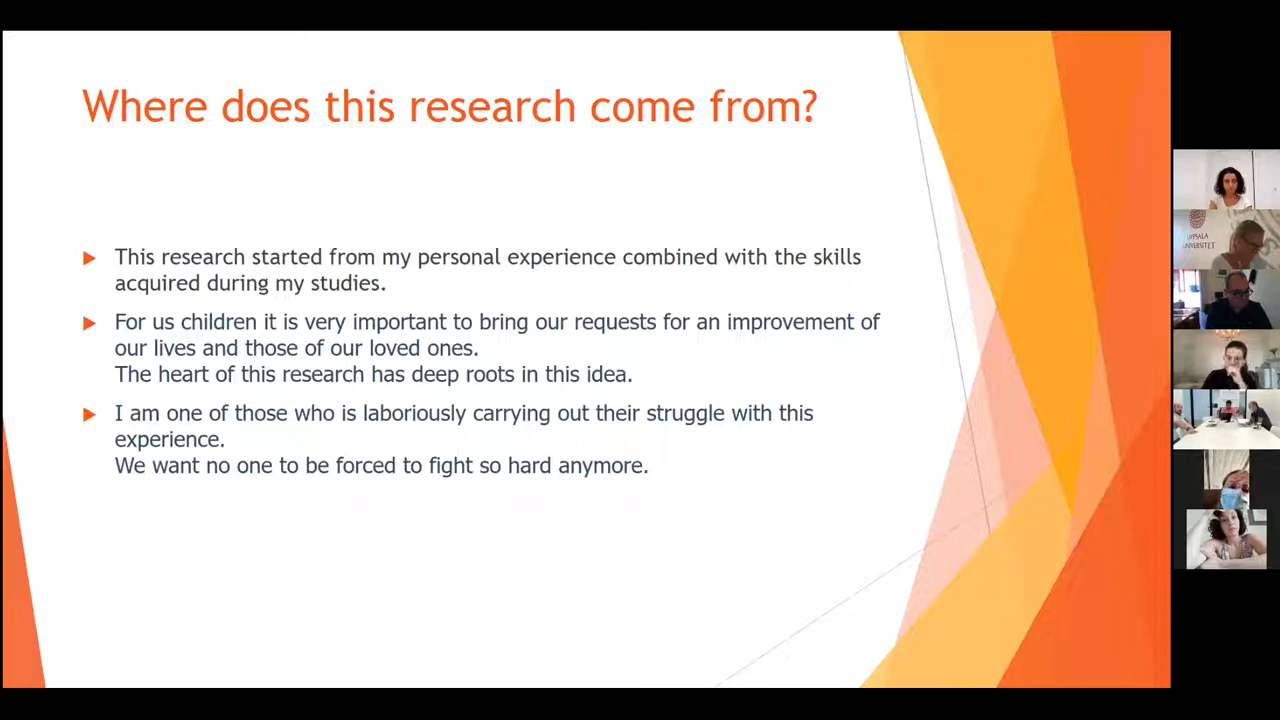 Where does this research come from?
This research started from my personal experience combined with the skills
acquired during my studies.
For us children it is very important to bring our requests for an improvement of
our lives and those of our loved ones.
The heart of this research has deep roots in this idea.
I am one of those who is laboriously carrying out their struggle with this
experience.
We want no one to be forced to fight so hard anymore.
UPPSALA
UNIVERSITET